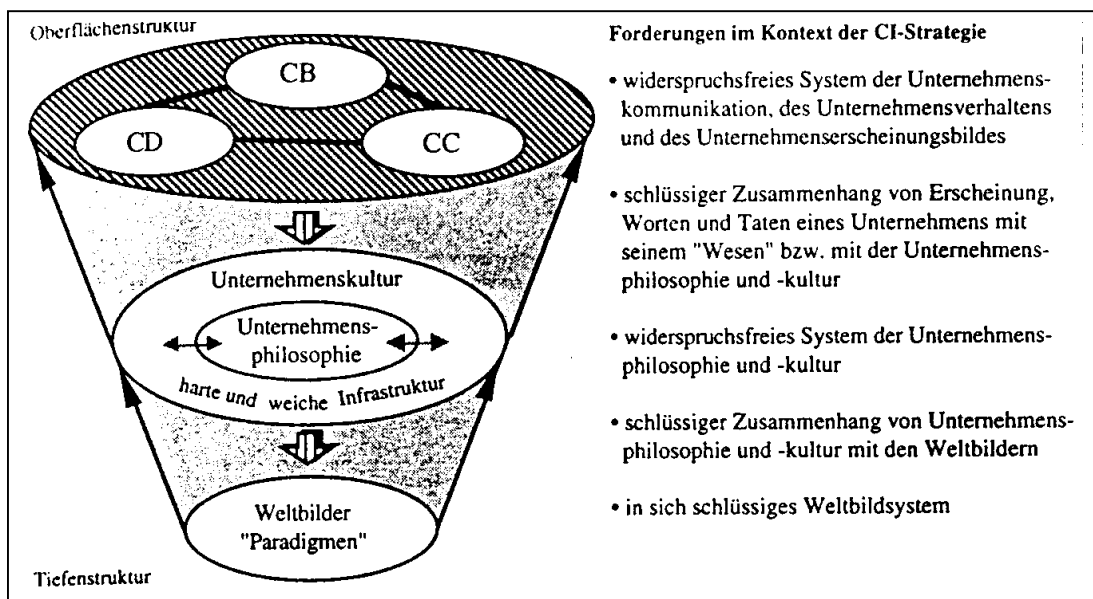 Oberflächenstruktur
CB
CD
CC
Unternehmenskultur
Unternehmens-
philosophie
harte und weiche Infrastruktur
Weltbilder
"Paradigmen"
Tiefenstruktur
Forderungen im Kontext der CI-Strategie
• widerspruchsfreies System der Unternehmens-
kommunikation, des Unternehmensverhaltens
und des Unternehmenserscheinungsbildes
• schlüssiger Zusammenhang von Erscheinung,
Worten und Taten eines Unternehmens mit
seinem "Wesen" bzw. mit der Unternehmens-
philosophie und -kultur
• widerspruchsfreies System der Unternehmens-
philosophie und -kultur
• schlüssiger Zusammenhang von Unternehmens-
philosophie und -kultur mit den Weltbildern
• in sich schlüssiges Weltbildsystem